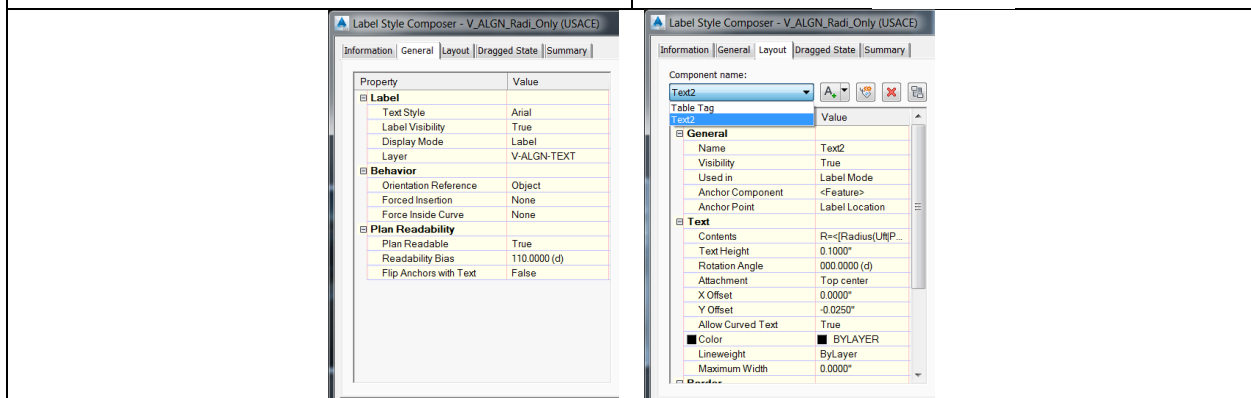 Label Style Composer - V_ALGN_Radi_Only (USACE)
Information General Layout Dragged State Summary
Property Value
Label
Text Style Arial
Label Visibility True
Display Mode Label
Layer V-ALGN-TEXT
Behavior
Orientation Reference Object
Forced Insertion None
Force Inside Curve None
Plan Readability
Plan Readable True
Readability Bias 110.0000 (d)
Flip Anchors with Text False
Label Style Composer - V_ALGN_Radi_Only (USACE)
Information General Layout Dragged State Summary
Component name:
Text2
Table Tag
Text2
Value
General
Name Text2
Visibility True
Used in Label Mode
Anchor Component <Feature>
Anchor Point Label Location
Text
Contents R=<[Radius(Uft|P...
Text Height 0.1000"
Rotation Angle 000.0000 (d)
Attachment Top center
X Offset 0.0000"
Y Offset -0.0250"
Allow Curved Text True
Color BYLAYER
Lineweight ByLayer
Maximum Width 0.0000"
Border